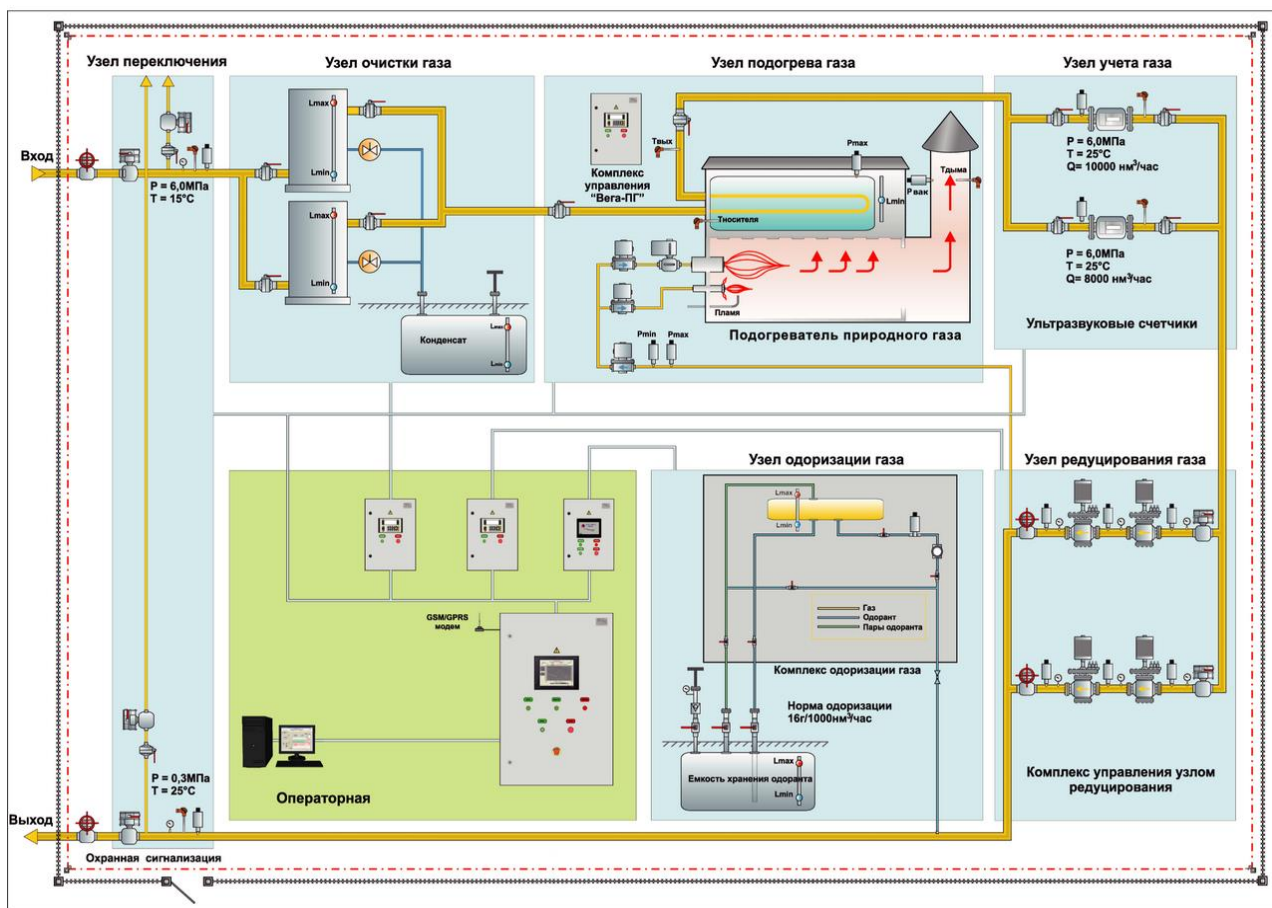 Узел переключения
Узел очистки газа
Узел подогрева газа
Узел учета газа
Вход
P = 6,0МПа
T = 15°C
Lmax
Lmin
Lmax
Lmin
Конденсат
Lmax
Lmin
Комплекс
управления
“Вега-ПГ”
Твых
Pmax
Lmin
P вак
Тдыма
Тносителя
Пламя
Pmin
Pmax
Подогреватель природного газа
P = 6,0МПа
T = 25°C
Q= 10000 нм³/час
P = 6,0МПа
T = 25°C
Q= 8000 нм³/час
Ультразвуковые счетчики
Узел одоризации газа
Узел редуцирования газа
Lmax
Lmin
Газ
Одорант
Пары одоранта
Комплекс одоризации газа
Норма одоризации
16г/1000нм³/час
Емкость хранения одоранта
Lmax
Lmin
GSM/GPRS
модем
Операторная
Комплекс управления узлом
редуцирования
P = 0,3МПа
T = 25°C
Выход
Охранная сигнализация